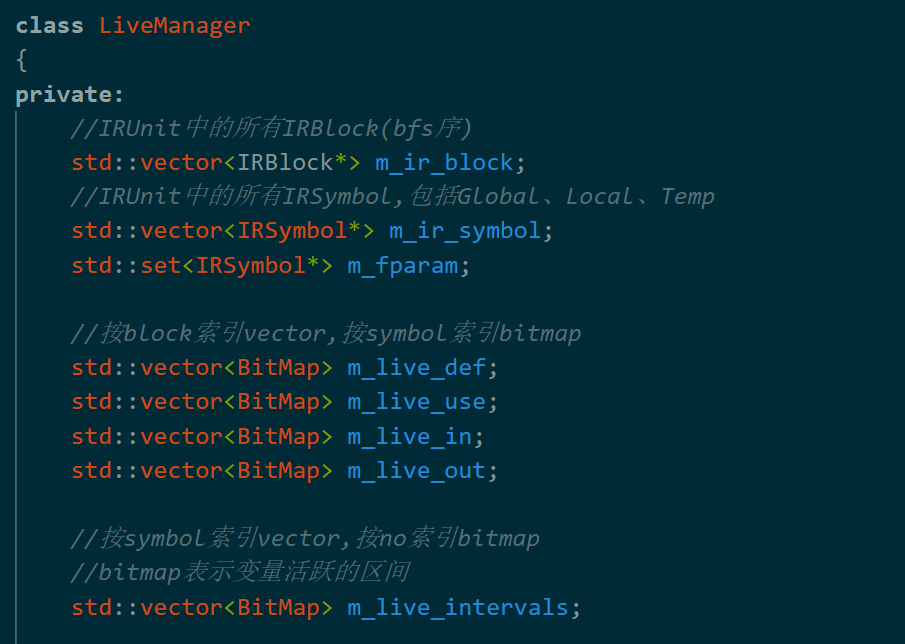 class LiveManager
{
private:
    //IRUnit中的所有IRBlock(bfs序)
    std::vector<IRBlock*> m_ir_block;
    //IRUnit中的所有IRSymbol,包括Global、Local、Temp
    std::vector<IRSymbol*> m_ir_symbol;
    std::set<IRSymbol*> m_fparam;

    //按block索引vector,按symbol索引bitmap
    std::vector<BitMap> m_live_def;
    std::vector<BitMap> m_live_use;
    std::vector<BitMap> m_live_in;
    std::vector<BitMap> m_live_out;

    //按symbol索引vector,按no索引bitmap
    //bitmap表示变量活跃的区间
    std::vector<BitMap> m_live_intervals;